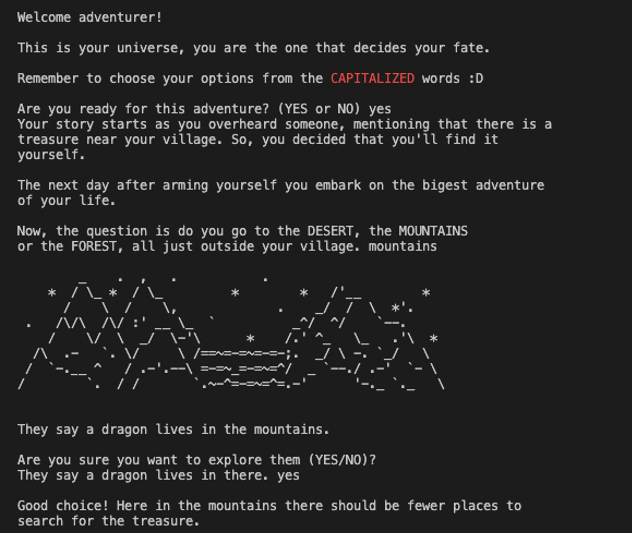 Welcome adventurer!
This is your universe, you are the one that decides your fate.
Remember to choose your options from the CAPITALIZED words :D
Are you ready for this adventure? (YES or NO) yes
Your story starts as you overheard someone, mentioning that there is a
treasure near your village. So, you decided that you'll find it
yourself.
The next day after arming yourself you embark on the bigest adventure
of your life.
Now, the question is do you go to the DESERT, the MOUNTAINS
or the FOREST, all just outside your village. mountains
They say a dragon lives in the mountains.
Are you sure you want to explore them (YES/NO)?
They say a dragon lives in there. yes
Good choice! Here in the mountains there should be fewer places to
search for the treasure.